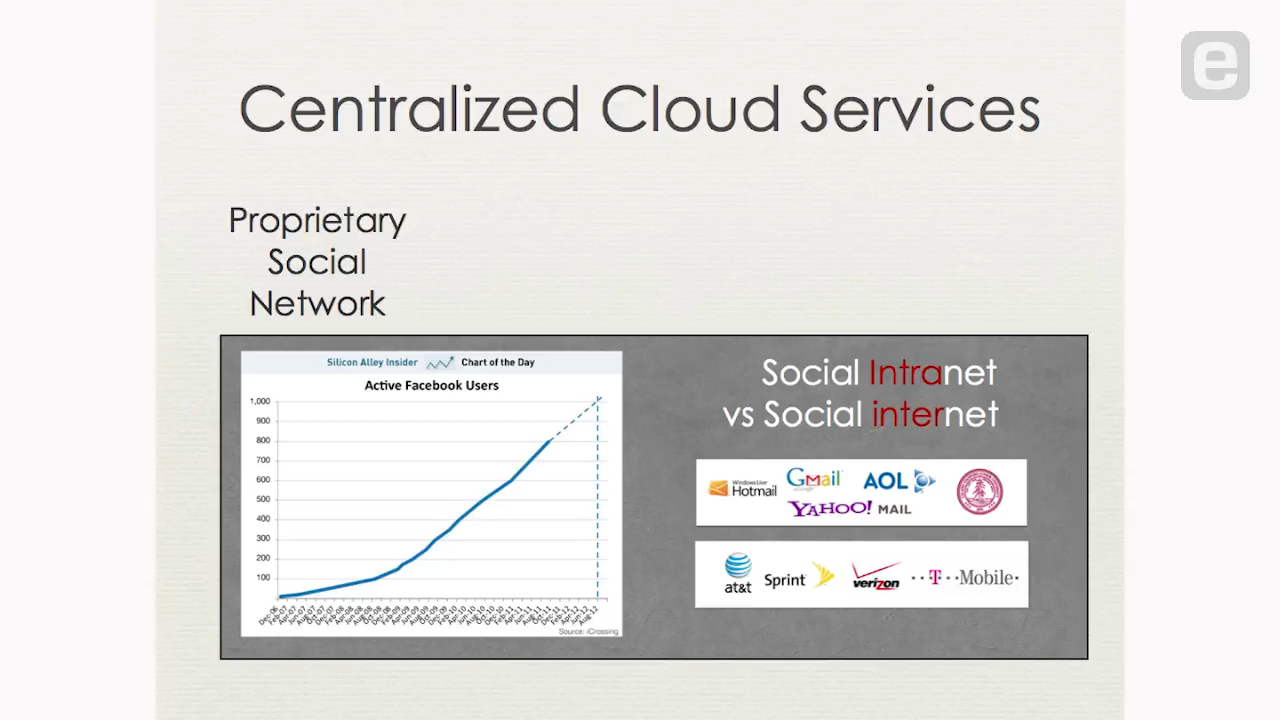 e
Centralized Cloud Services
Proprietary
Social
Network
Silicon Alley Insider Chart of the Day
Active Facebook Users
1,000
900
800
700
600
500
400
300
200
100
Source: iCrossing
Social Intranet
vs Social internet
Hotmail
Gmail
AOL
YAHOO! MAIL
at&t
Sprint
verizon
T Mobile